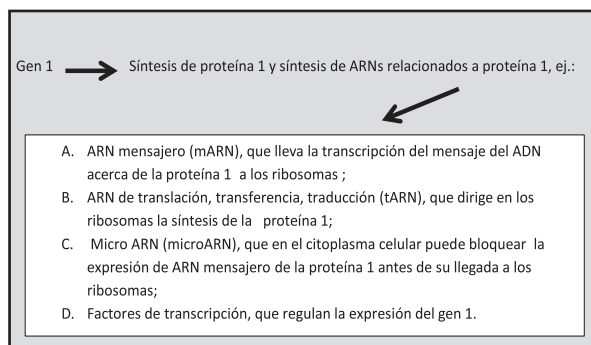 Gen 1 Síntesis de proteína 1 y síntesis de ARNs relacionados a proteína 1, ej.:
A. ARN mensajero (mARN), que lleva la transcripción del mensaje del ADN
acerca de la proteína 1 a los ribosomas ;
B. ARN de translación, transferencia, traducción (tARN), que dirige en los
ribosomas la síntesis de la proteína 1;
C. Micro ARN (microARN), que en el citoplasma celular puede bloquear la
expresión de ARN mensajero de la proteína 1 antes de su llegada a los
ribosomas;
D. Factores de transcripción, que regulan la expresión del gen 1.